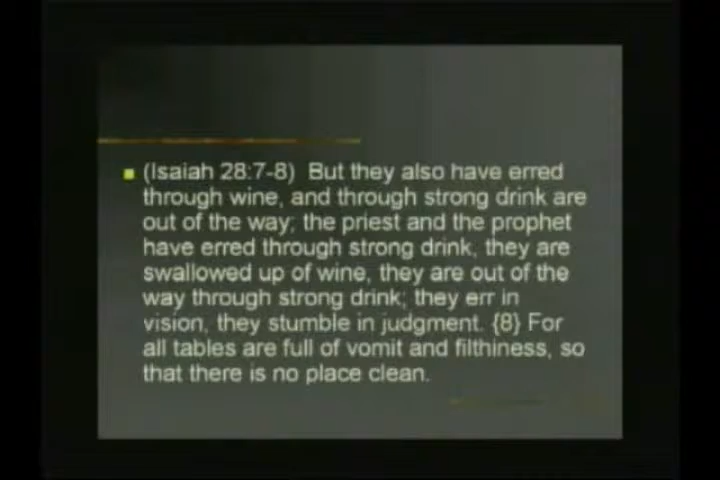 (Isaiah 28:7-8) But they also have erred
through wine, and through strong drink are
out of the way; the priest and the prophet
have erred through strong drink, they are
swallowed up of wine, they are out of the
way through strong drink; they err in
vision, they stumble in judgment. {8} For
all tables are full of vomit and filthiness, so
that there is no place clean.